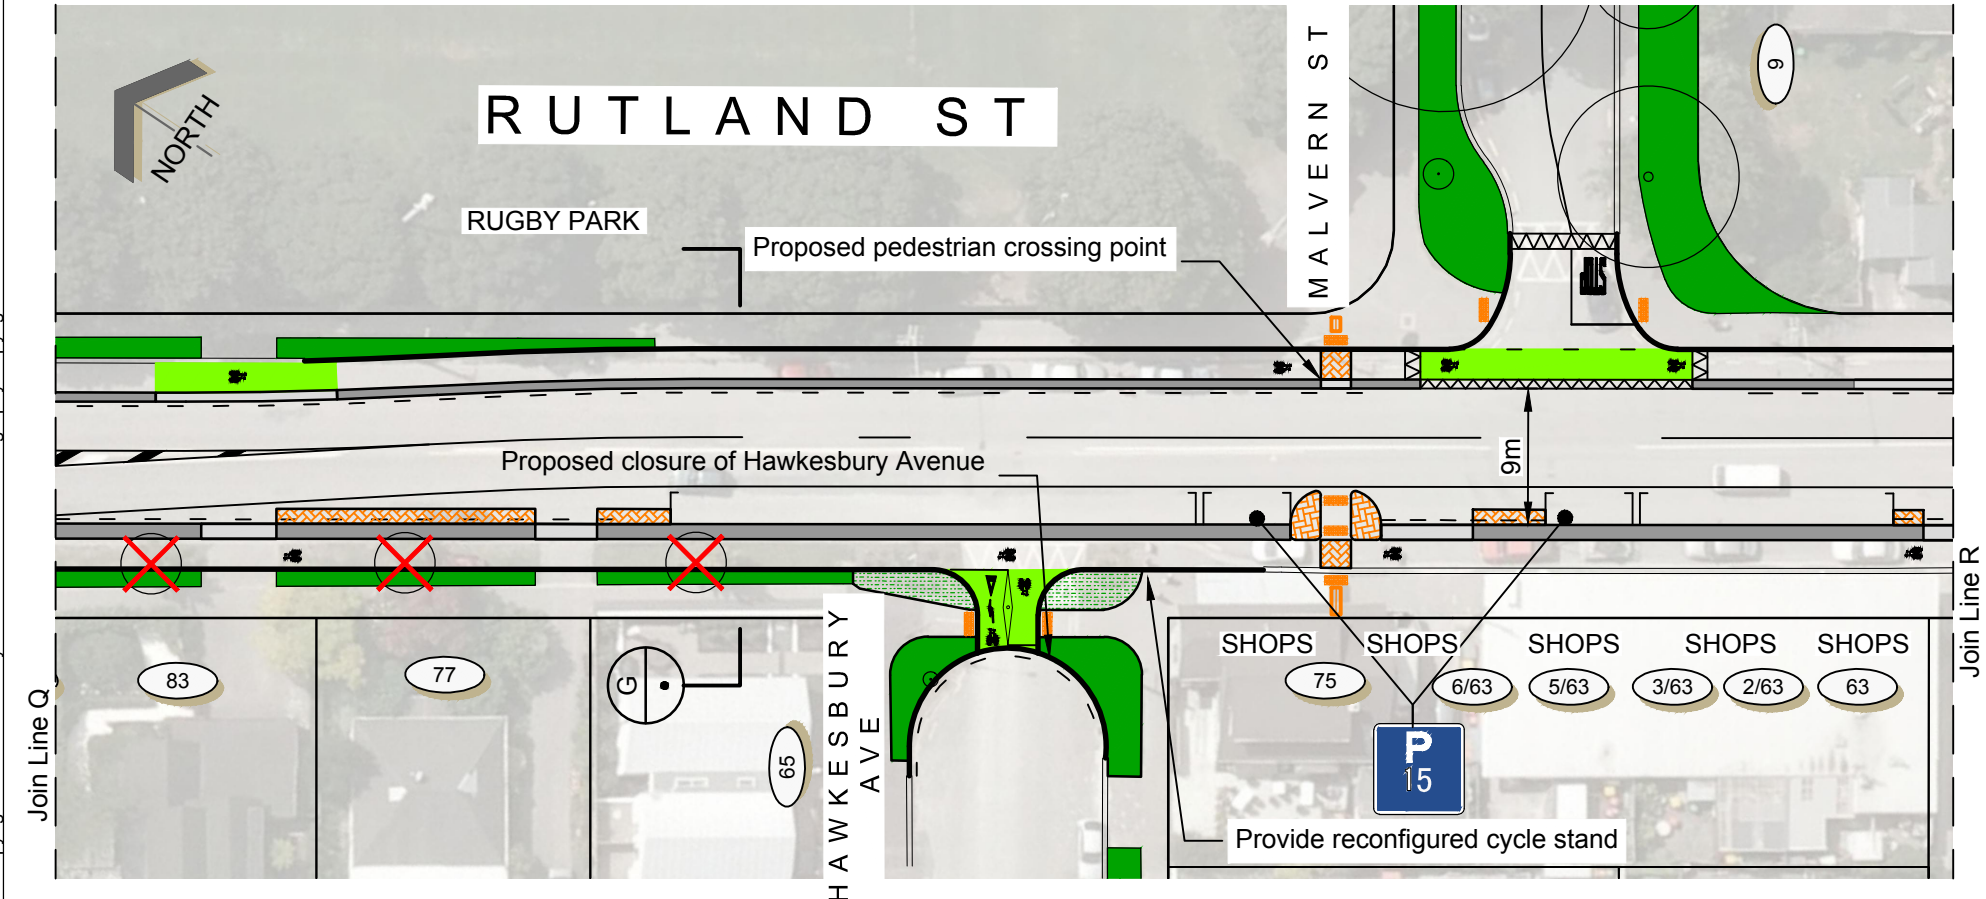 NORTH
RUTLAND ST
RUGBY PARK
MALVERN ST
9
Proposed pedestrian crossing point
Proposed closure of Hawkesbury Avenue
9m
83
77
G
65
HAWKESBURY
AVE
SHOPS SHOPS SHOPS SHOPS SHOPS
75 6/63 5/63 3/63 2/63 63
P
15
Provide reconfigured cycle stand
Join Line Q
Join Line R